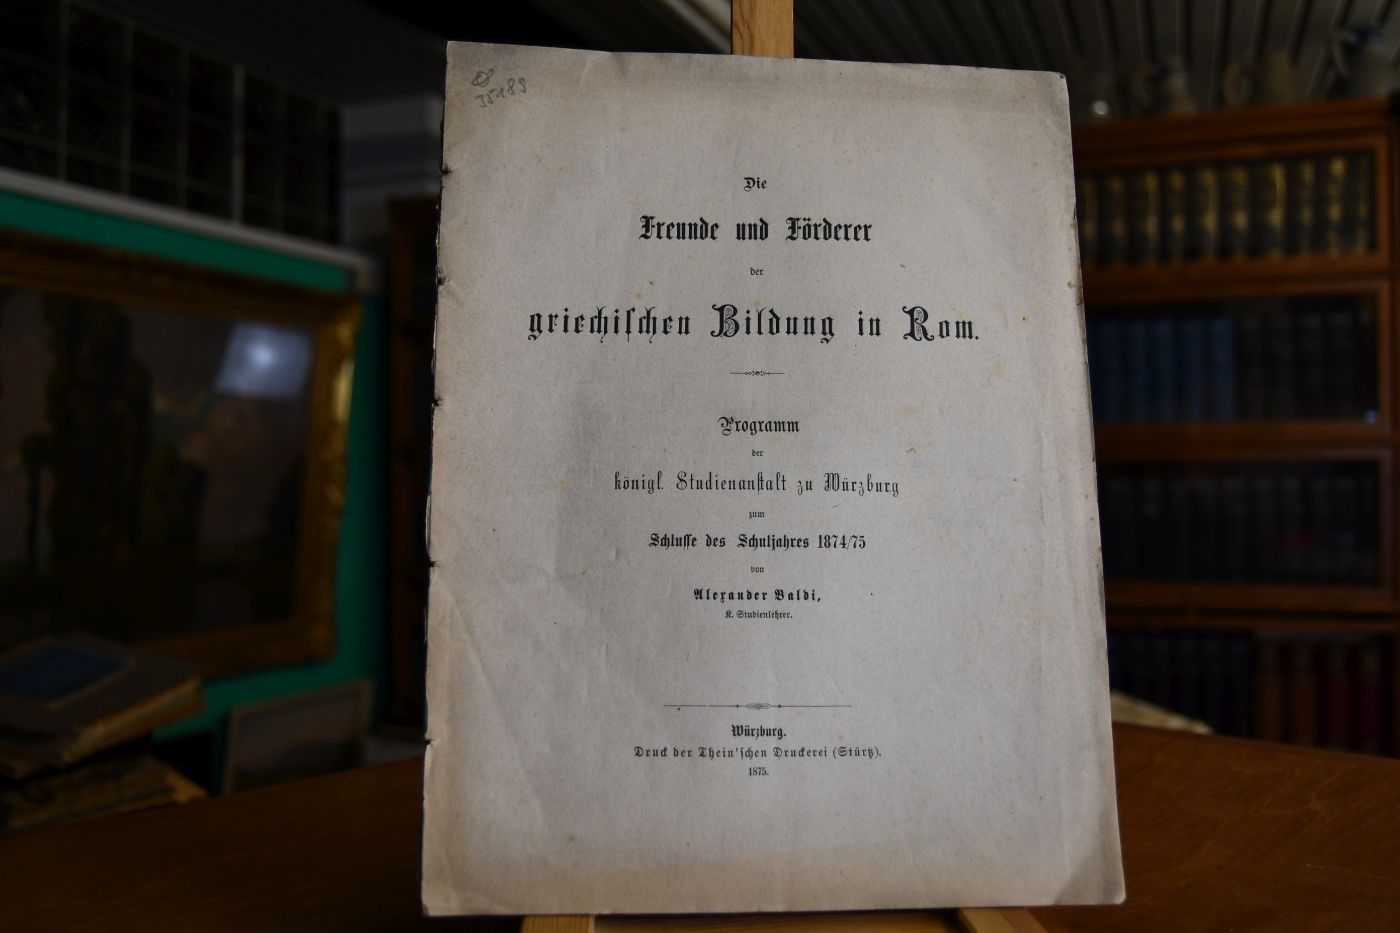 35189
Die
Freunde und Förderer
der
griechiſchen Bildung in Rom.
Programm
der
königl. Studienanſtalt zu Würzburg
zum
Schluſſe des Schuljahres 1874/75
von
Alexander Baldi,
K. Studienlehrer.
Würzburg.
Druck der Thein'ſchen Druckerei (Stürtz).
1875.